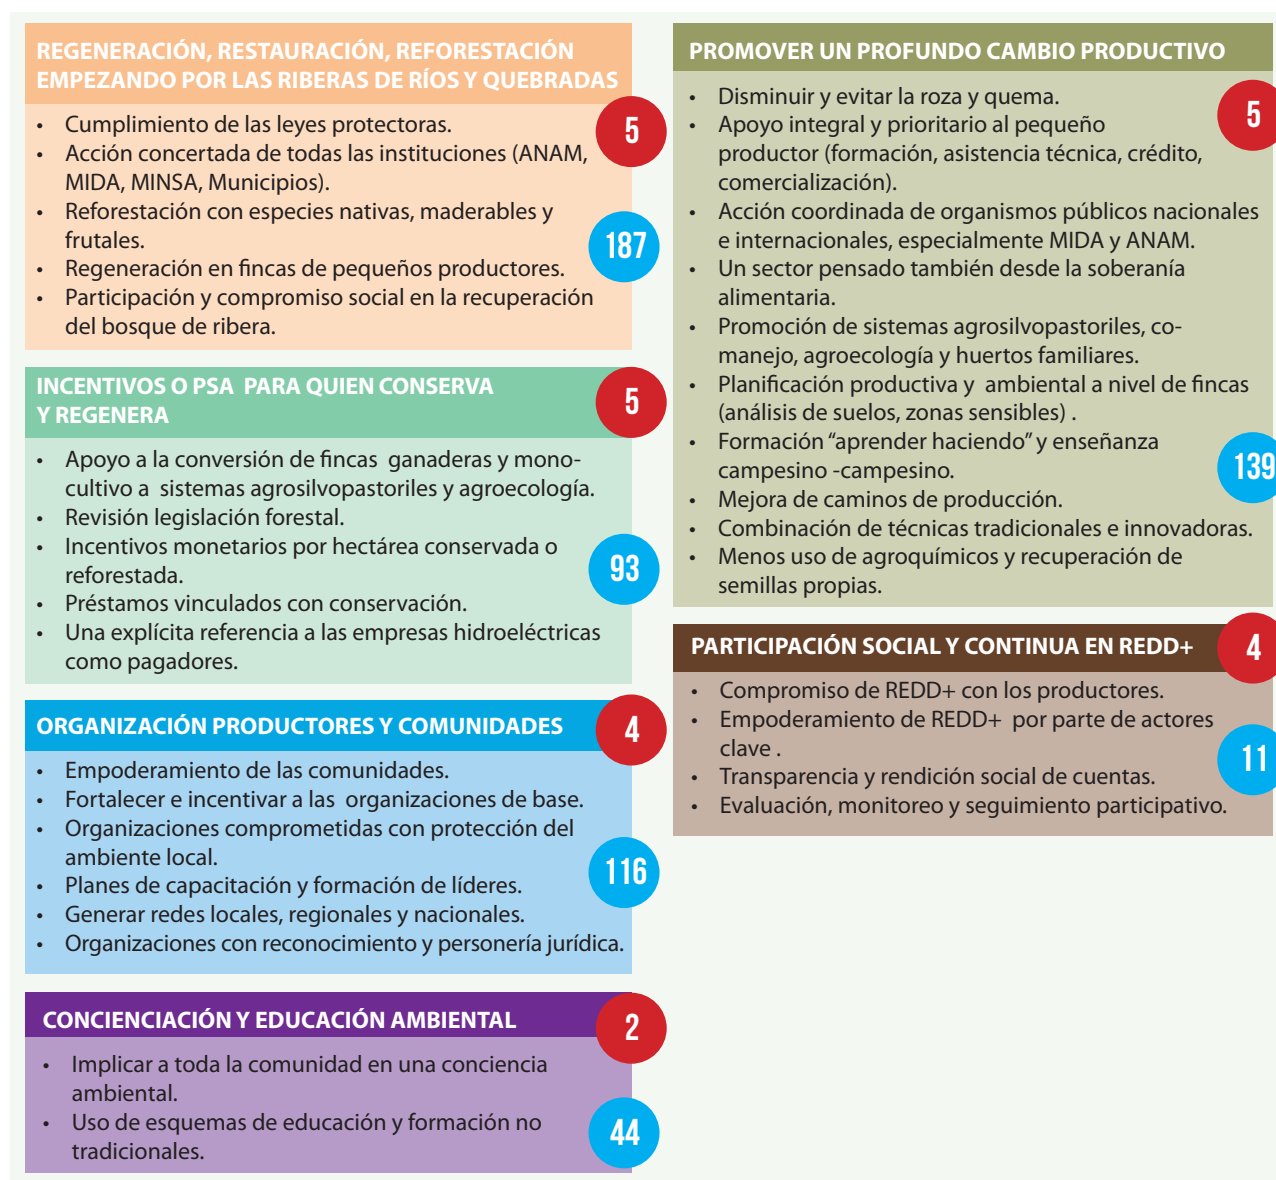 REGENERACIÓN, RESTAURACIÓN, REFORESTACIÓN
EMPEZANDO POR LAS RIBERAS DE RÍOS Y QUEBRADAS
5
• Cumplimiento de las leyes protectoras.
• Acción concertada de todas las instituciones (ANAM,
MIDA, MINSA, Municipios).
• Reforestación con especies nativas, maderables y
frutales.
187
• Regeneración en fincas de pequeños productores.
• Participación y compromiso social en la recuperación
del bosque de ribera.
INCENTIVOS O PSA PARA QUIEN CONSERVA
Y REGENERA
5
• Apoyo a la conversión de fincas ganaderas y mono-
cultivo a sistemas agrosilvopastoriles y agroecología.
• Revisión legislación forestal.
• Incentivos monetarios por hectárea conservada o
reforestada.
93
• Préstamos vinculados con conservación.
• Una explícita referencia a las empresas hidroeléctricas
como pagadores.
ORGANIZACIÓN PRODUCTORES Y COMUNIDADES
4
• Empoderamiento de las comunidades.
• Fortalecer e incentivar a las organizaciones de base.
• Organizaciones comprometidas con protección del
ambiente local.
116
• Planes de capacitación y formación de líderes.
• Generar redes locales, regionales y nacionales.
• Organizaciones con reconocimiento y personería jurídica.
CONCIENCIACIÓN Y EDUCACIÓN AMBIENTAL
2
• Implicar a toda la comunidad en una conciencia
ambiental.
• Uso de esquemas de educación y formación no
tradicionales.
44
PROMOVER UN PROFUNDO CAMBIO PRODUCTIVO
5
• Disminuir y evitar la roza y quema.
• Apoyo integral y prioritario al pequeño
productor (formación, asistencia técnica, crédito,
comercialización).
• Acción coordinada de organismos públicos nacionales
e internacionales, especialmente MIDA y ANAM.
• Un sector pensado también desde la soberanía
alimentaria.
• Promoción de sistemas agrosilvopastoriles, co-
manejo, agroecología y huertos familiares.
• Planificación productiva y ambiental a nivel de fincas
(análisis de suelos, zonas sensibles) .
• Formación “aprender haciendo” y enseñanza
campesino -campesino.
139
• Mejora de caminos de producción.
• Combinación de técnicas tradicionales e innovadoras.
• Menos uso de agroquímicos y recuperación de
semillas propias.
PARTICIPACIÓN SOCIAL Y CONTINUA EN REDD+
4
• Compromiso de REDD+ con los productores.
• Empoderamiento de REDD+ por parte de actores
clave .
11
• Transparencia y rendición social de cuentas.
• Evaluación, monitoreo y seguimiento participativo.